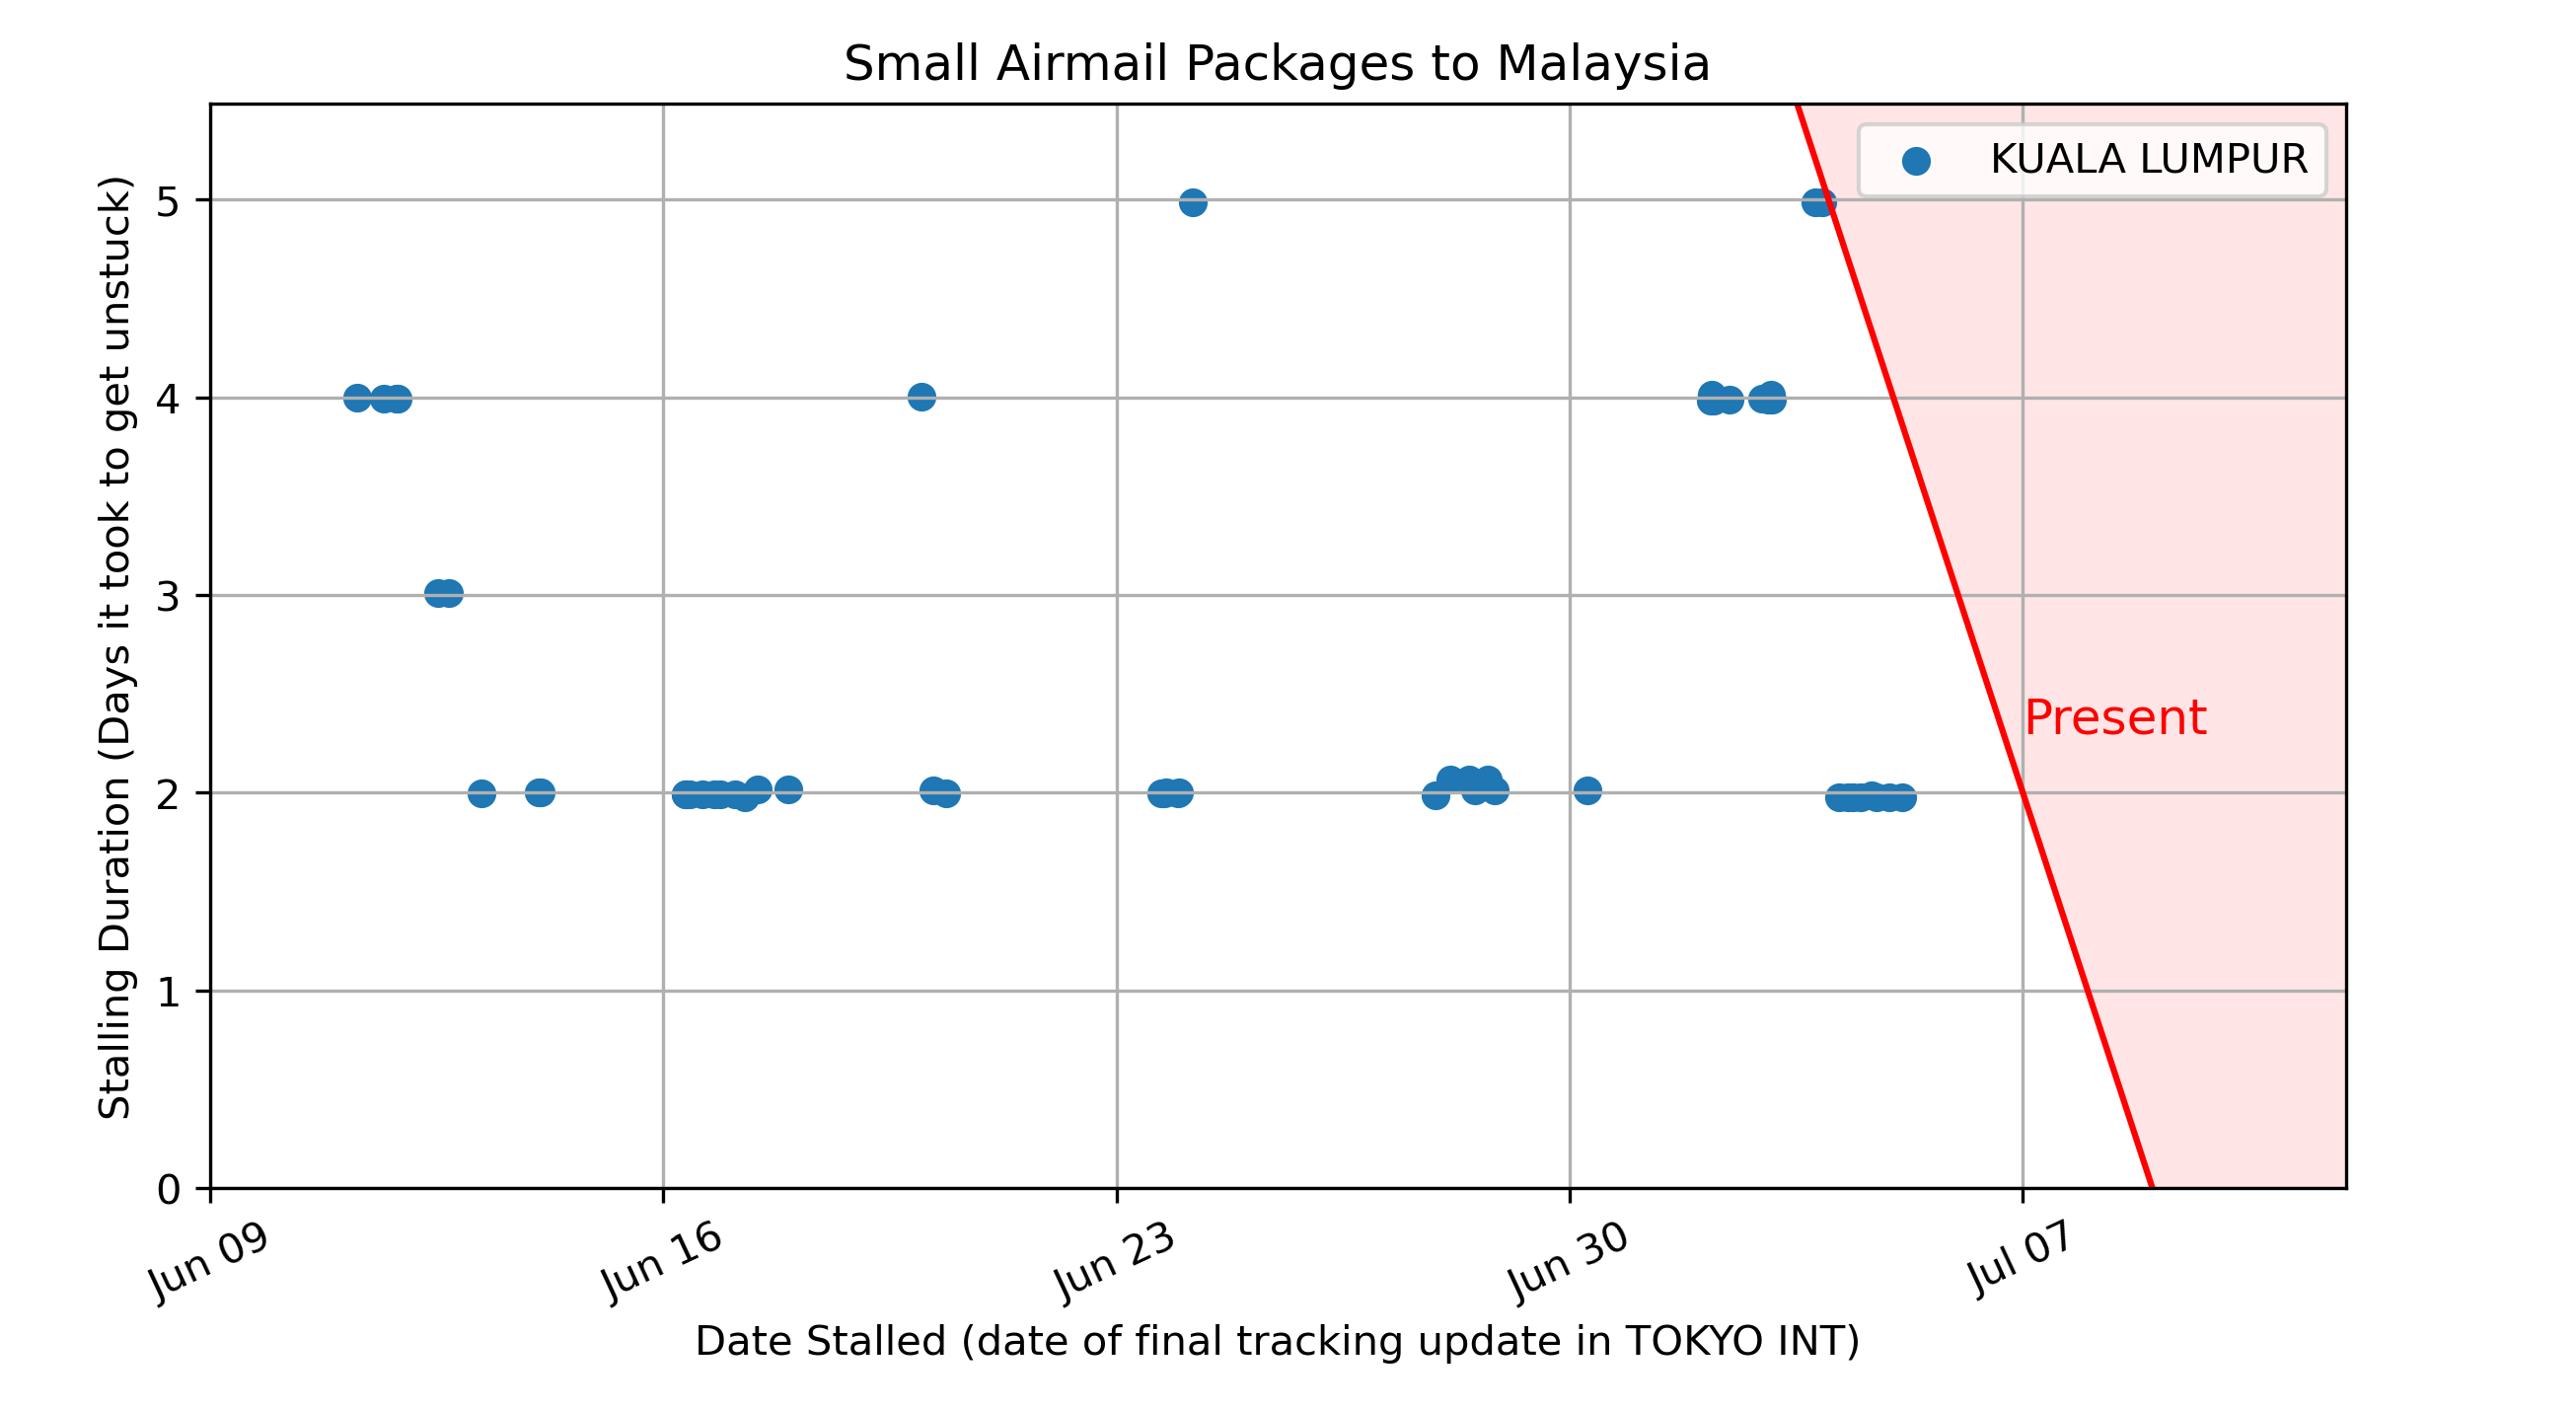 Small Airmail Packages to Malaysia
KUALA LUMPUR
Stalling Duration (Days it took to get unstuck)
5
4
3
2
1
0
Present
Jun 09
Jun 16
Jun 23
Jun 30
Jul 07
Date Stalled (date of final tracking update in TOKYO INT)